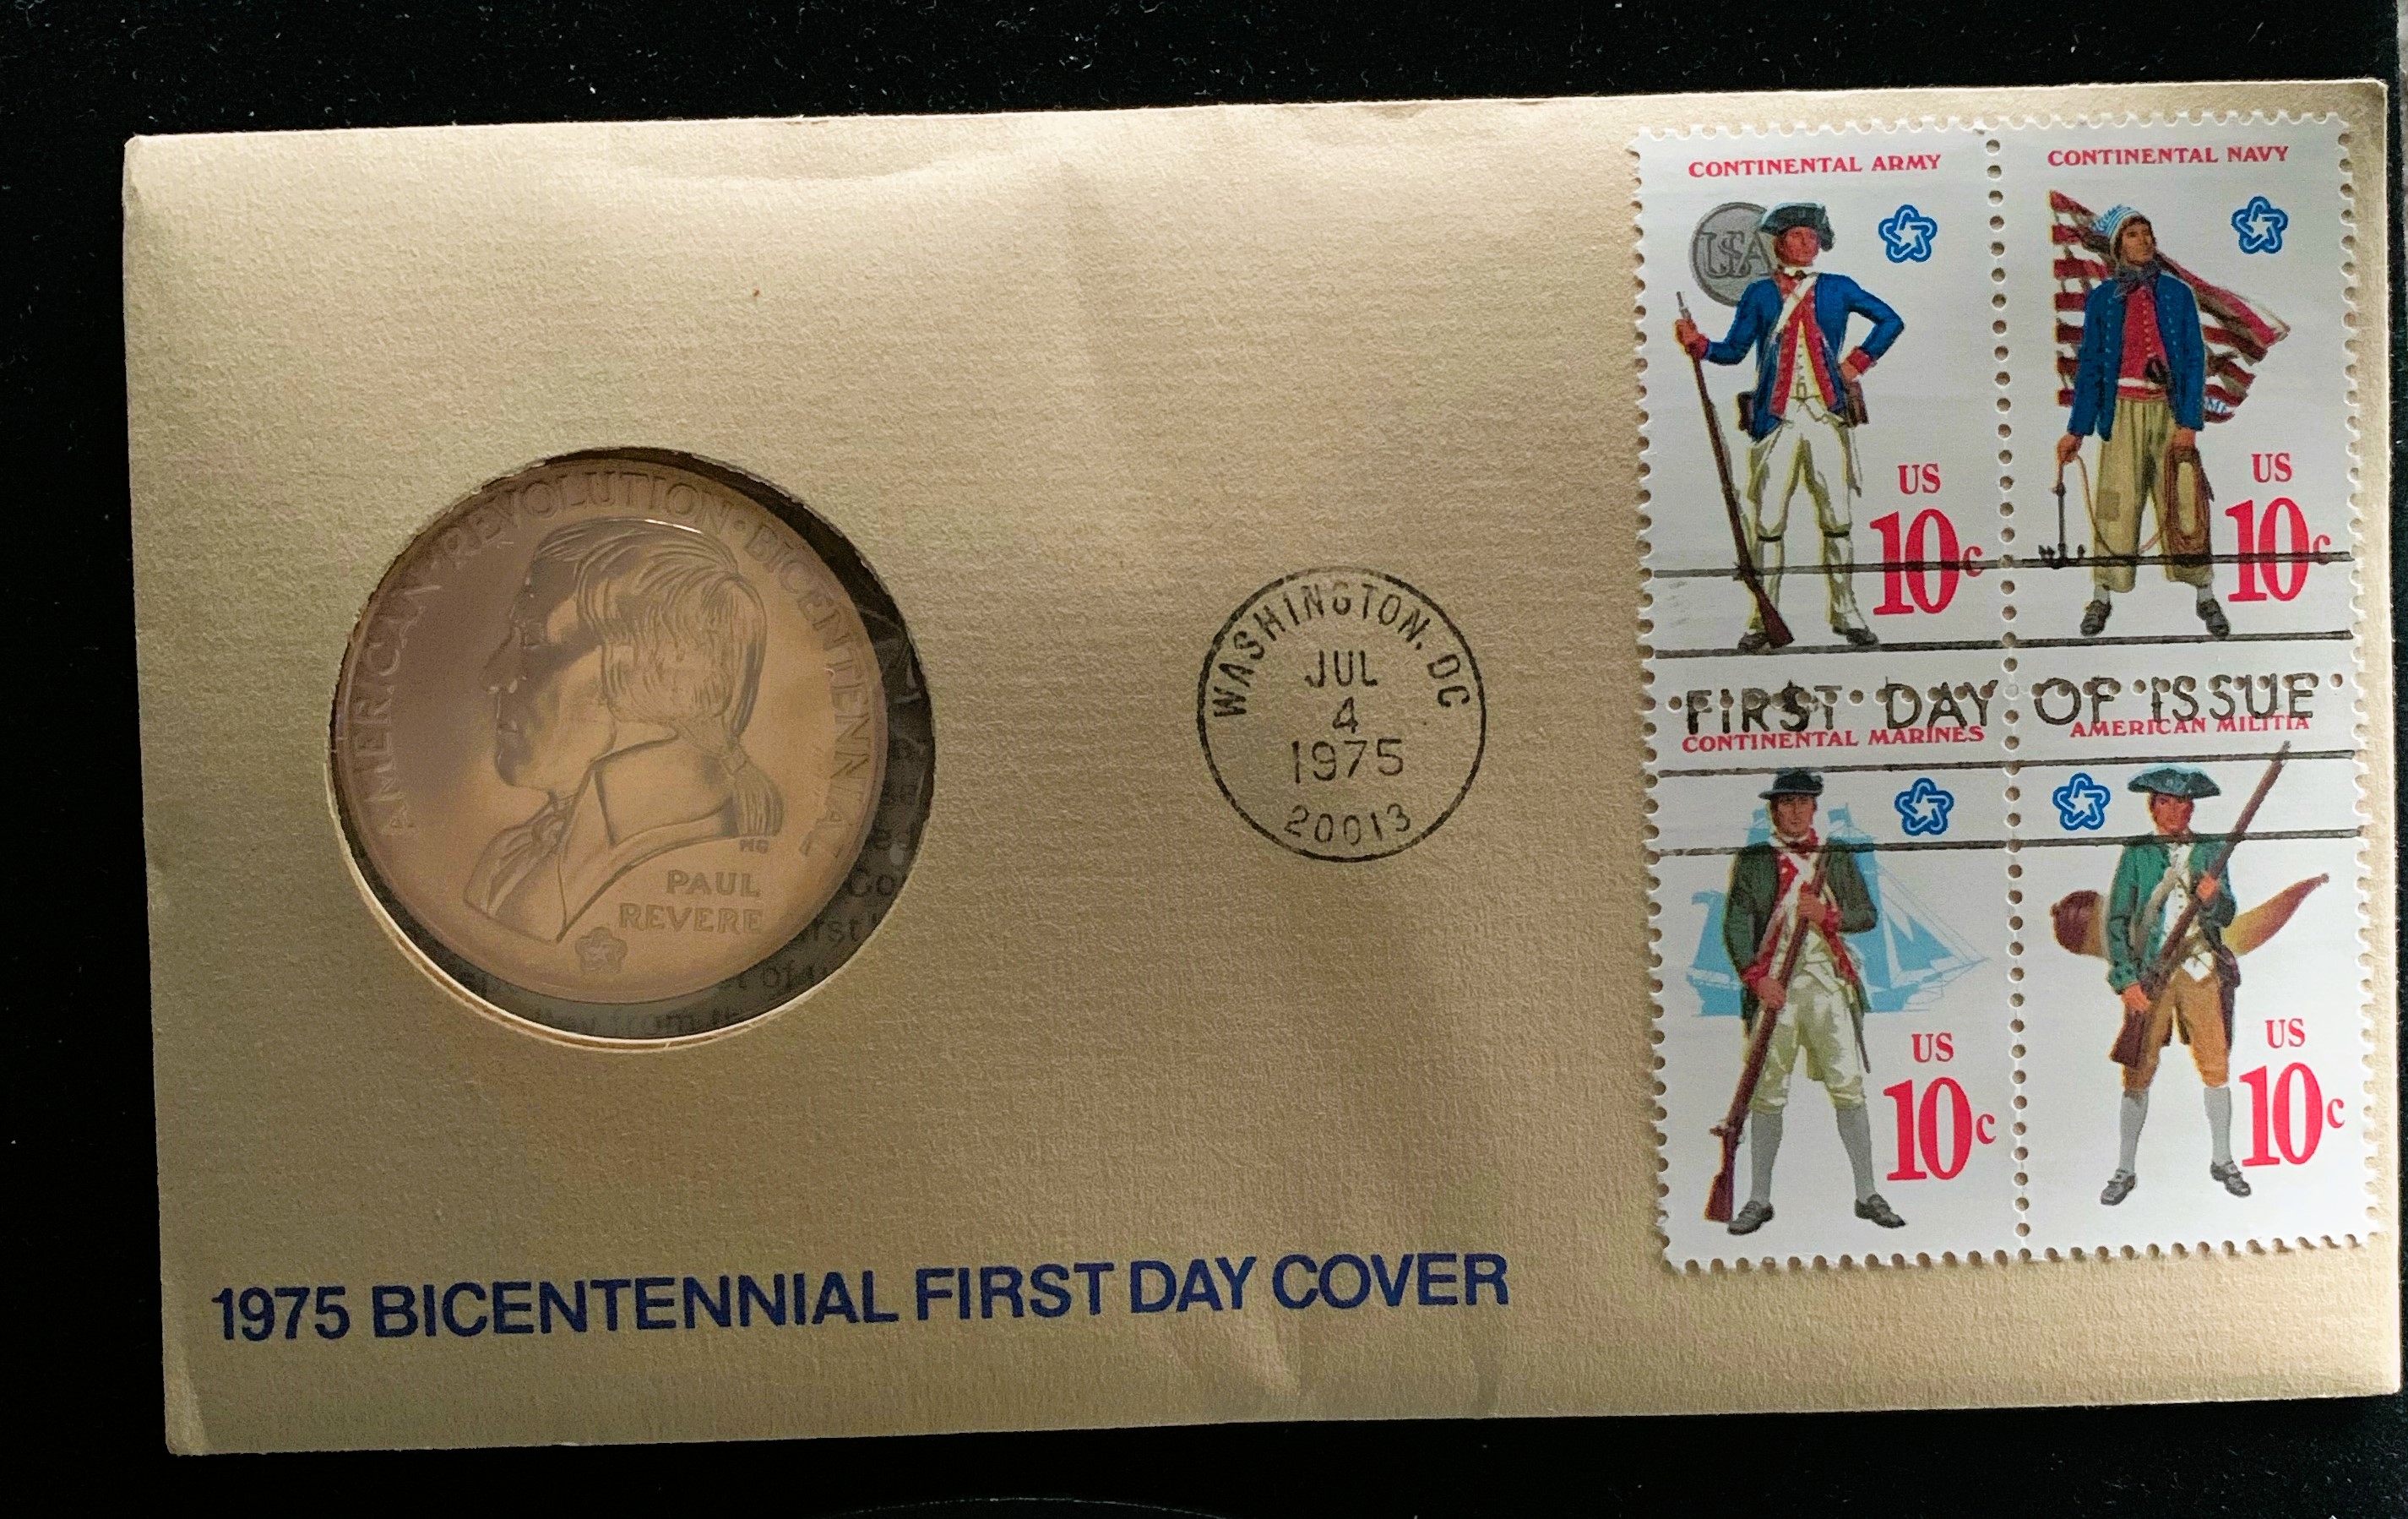 AMERICAN REVOLUTION · BICENTENNIAL
MG
PAUL
REVERE
WASHINGTON, DC
JUL
4
1975
20013
CONTINENTAL ARMY
USA
US
10c
CONTINENTAL NAVY
US
10c
FIRST DAY OF ISSUE
CONTINENTAL MARINES
US
10c
AMERICAN MILITIA
US
10c
1975 BICENTENNIAL FIRST DAY COVER